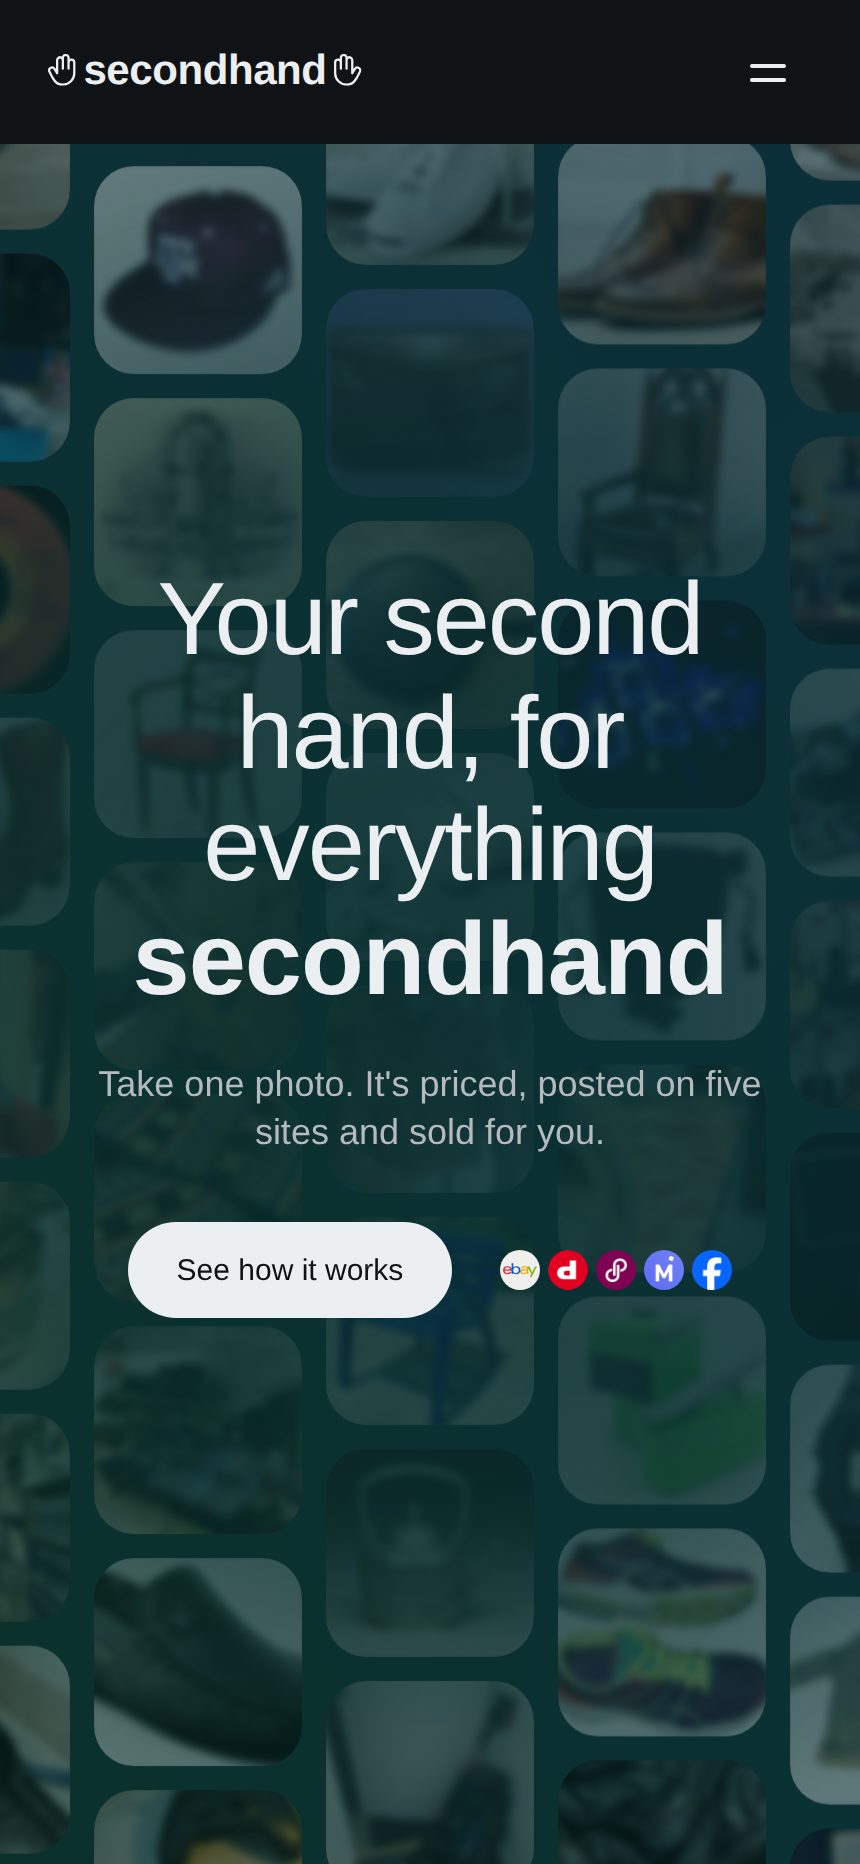 secondhand
Your second
hand, for
everything
secondhand
Take one photo. It's priced, posted on five
sites and sold for you.
See how it works
ebay